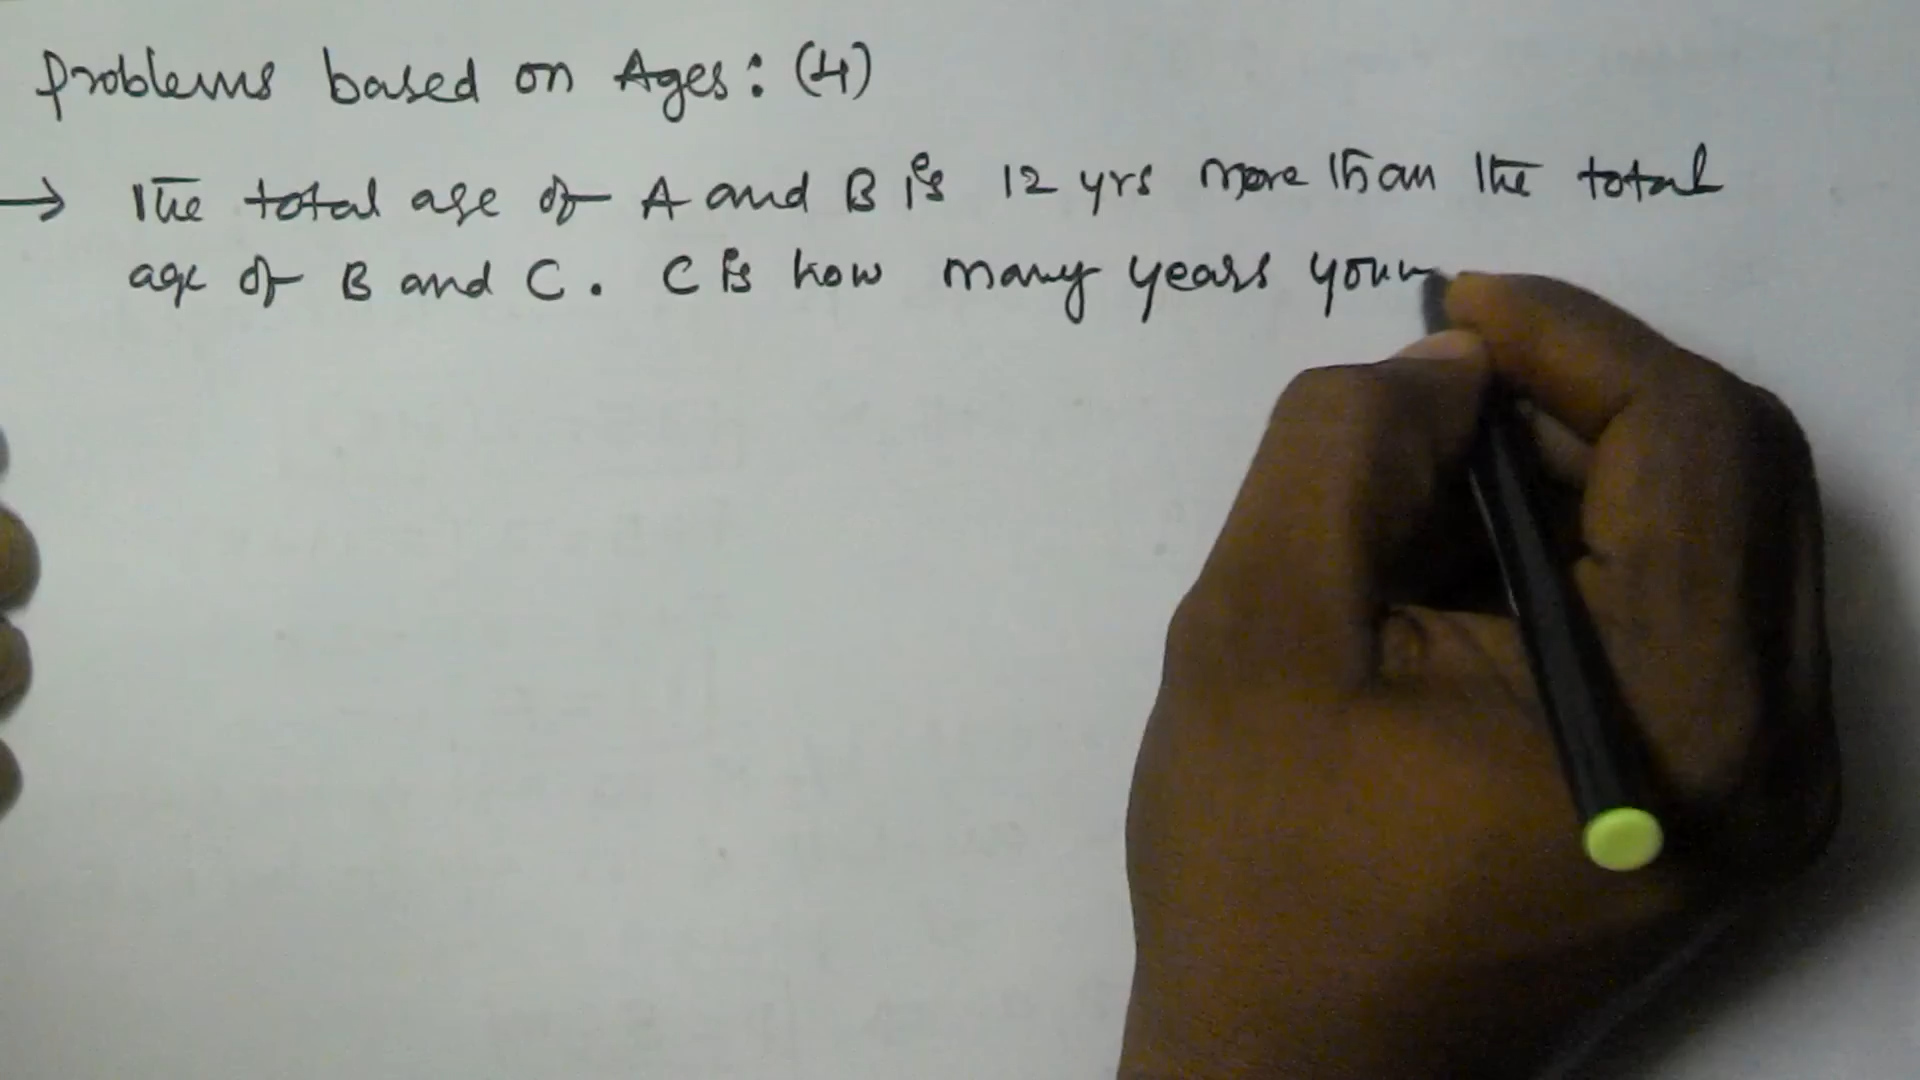 Problems based on Ages: (4)
→ The total age of A and B is 12 yrs more than the total
age of B and C. C is how many years youn